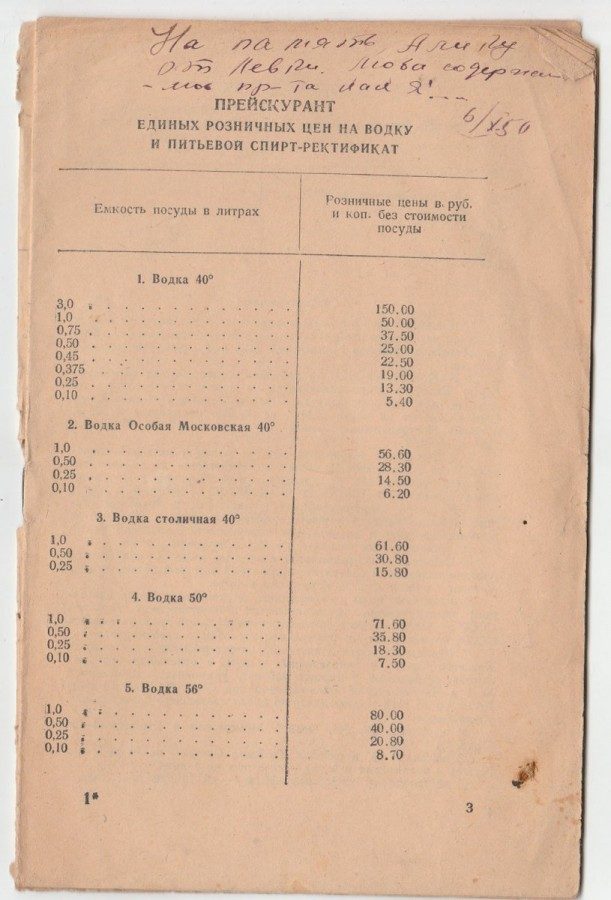 На память Алику
от Левы.
6/XI50
ПРЕЙСКУРАНТ
ЕДИНЫХ РОЗНИЧНЫХ ЦЕН НА ВОДКУ
И ПИТЬЕВОЙ СПИРТ-РЕКТИФИКАТ
Емкость посуды в литрах
Розничные цены в руб.
и коп. без стоимости
посуды
1. Водка 40°
3,0 . . . . . . . . . . . . 150.00
1,0 . . . . . . . . . . . . 50.00
0,75 . . . . . . . . . . . . 37.50
0,50 . . . . . . . . . . . . 25.00
0,45 . . . . . . . . . . . . 22.50
0,375 . . . . . . . . . . . . 19.00
0,25 . . . . . . . . . . . . 13.30
0,10 . . . . . . . . . . . . 5.40
2. Водка Особая Московская 40°
1,0 . . . . . . . . . . . . 56.60
0,50 . . . . . . . . . . . . 28.30
0,25 . . . . . . . . . . . . 14.50
0,10 . . . . . . . . . . . . 6.20
3. Водка столичная 40°
1,0 . . . . . . . . . . . . 61.60
0,50 . . . . . . . . . . . . 30.80
0,25 . . . . . . . . . . . . 15.80
4. Водка 50°
1,0 . . . . . . . . . . . . 71.60
0,50 . . . . . . . . . . . . 35.80
0,25 . . . . . . . . . . . . 18.30
0,10 . . . . . . . . . . . . 7.50
5. Водка 56°
1,0 . . . . . . . . . . . . 80.00
0,50 . . . . . . . . . . . . 40.00
0,25 . . . . . . . . . . . . 20.80
0,10 . . . . . . . . . . . . 8.70
1*
3